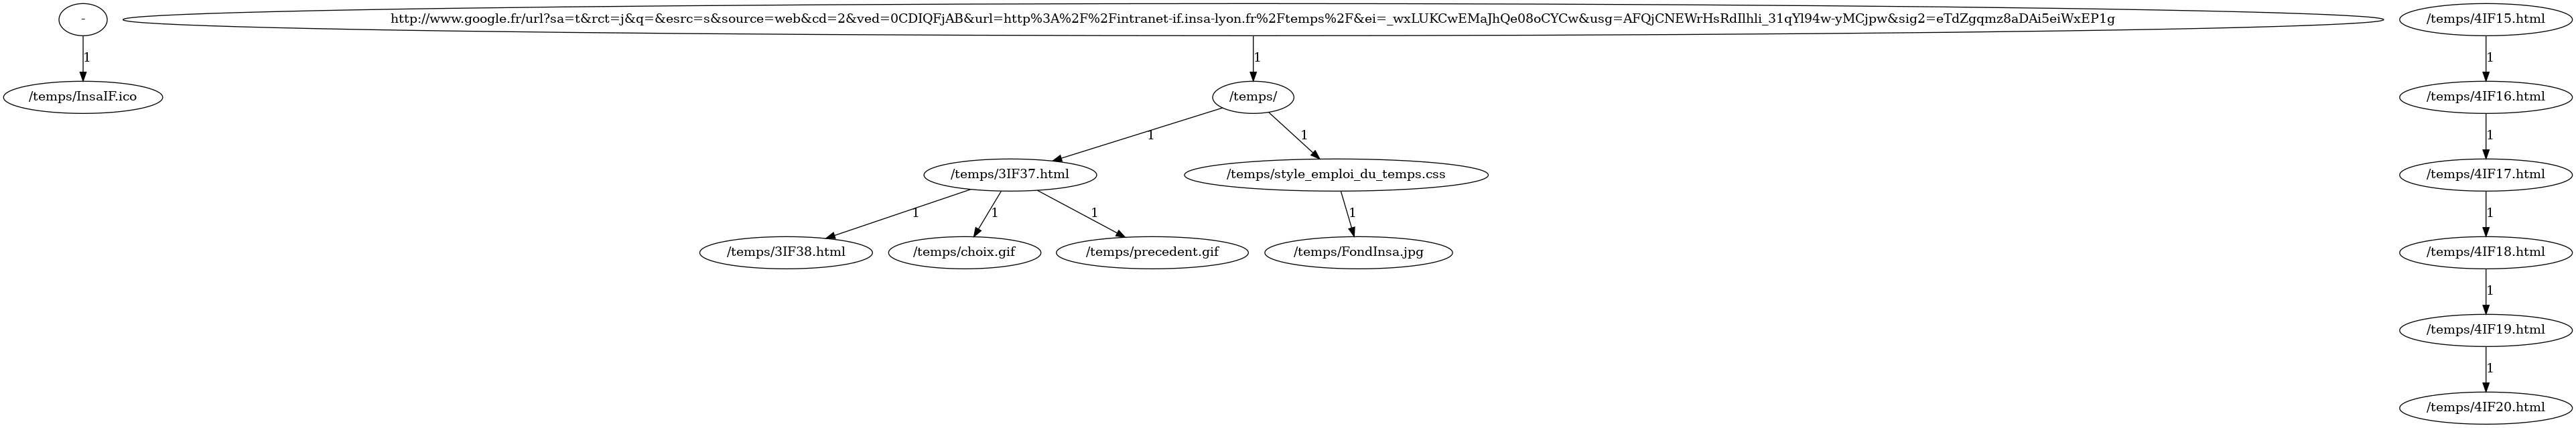 -
http://www.google.fr/url?sa=t&rct=j&q=&esrc=s&source=web&cd=2&ved=0CDIQFjAB&url=http%3A%2F%2Fintranet-if.insa-lyon.fr%2Ftemps%2F&ei=_wxLUKCwEMaJhQe08oCYCw&usg=AFQjCNEWrHsRdIlhli_31qYl94w-yMCjpw&sig2=eTdZgqmz8aDAi5eiWxEP1g
/temps/4IF15.html
1
1
1
/temps/InsaIF.ico
/temps/
/temps/4IF16.html
1
1
1
/temps/3IF37.html
/temps/style_emploi_du_temps.css
/temps/4IF17.html
1
1
1
1
1
/temps/3IF38.html
/temps/choix.gif
/temps/precedent.gif
/temps/FondInsa.jpg
/temps/4IF18.html
1
/temps/4IF19.html
1
/temps/4IF20.html